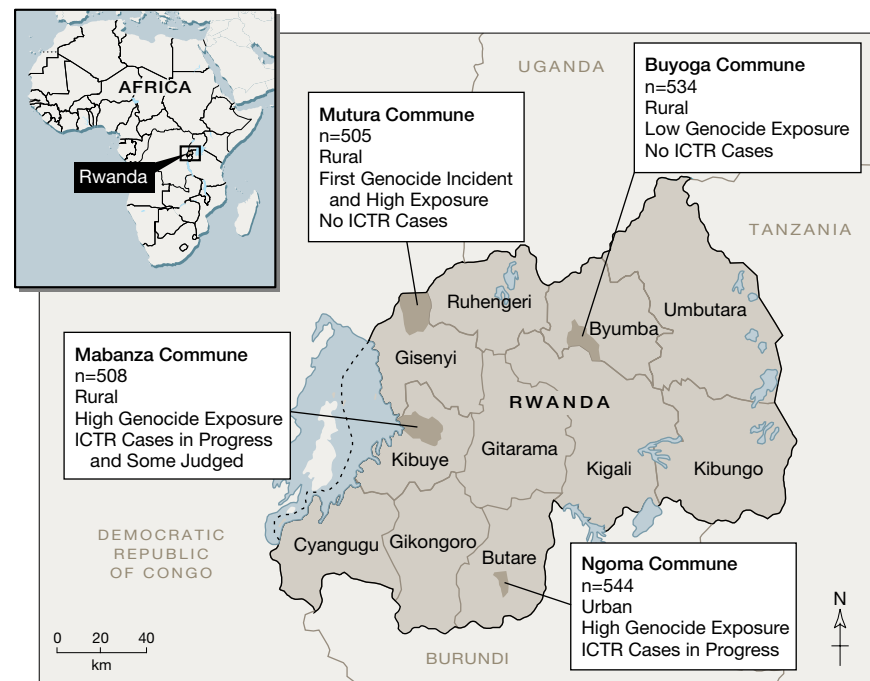 AFRICA
Rwanda
UGANDA
Buyoga Commune
n=534
Rural
Low Genocide Exposure
No ICTR Cases
Mutura Commune
n=505
Rural
First Genocide Incident
and High Exposure
No ICTR Cases
TANZANIA
Ruhengeri
Umbutara
Byumba
Gisenyi
Mabanza Commune
n=508
Rural
High Genocide Exposure
ICTR Cases in Progress
and Some Judged
RWANDA
Gitarama
Kibuye
Kigali
Kibungo
DEMOCRATIC
REPUBLIC
OF CONGO
Cyangugu
Gikongoro
Butare
Ngoma Commune
n=544
Urban
High Genocide Exposure
ICTR Cases in Progress
N
0 20 40
km
BURUNDI